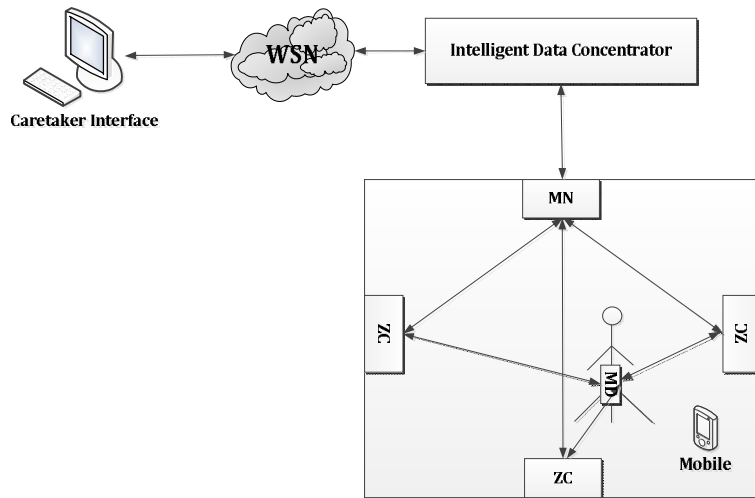 WSN
Intelligent Data Concentrator
Caretaker Interface
MN
ZC
ZC
MD
ZC
Mobile